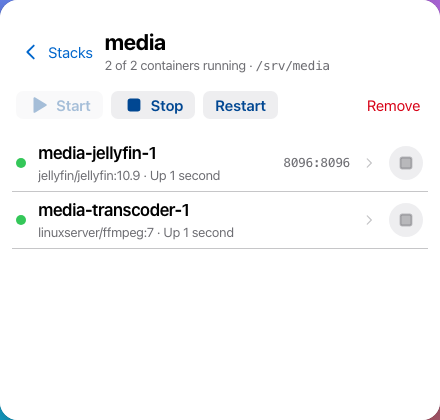 Stacks
media
2 of 2 containers running · /srv/media
Start
Stop
Restart
Remove
media-jellyfin-1
jellyfin/jellyfin:10.9 · Up 1 second
8096:8096
media-transcoder-1
linuxserver/ffmpeg:7 · Up 1 second